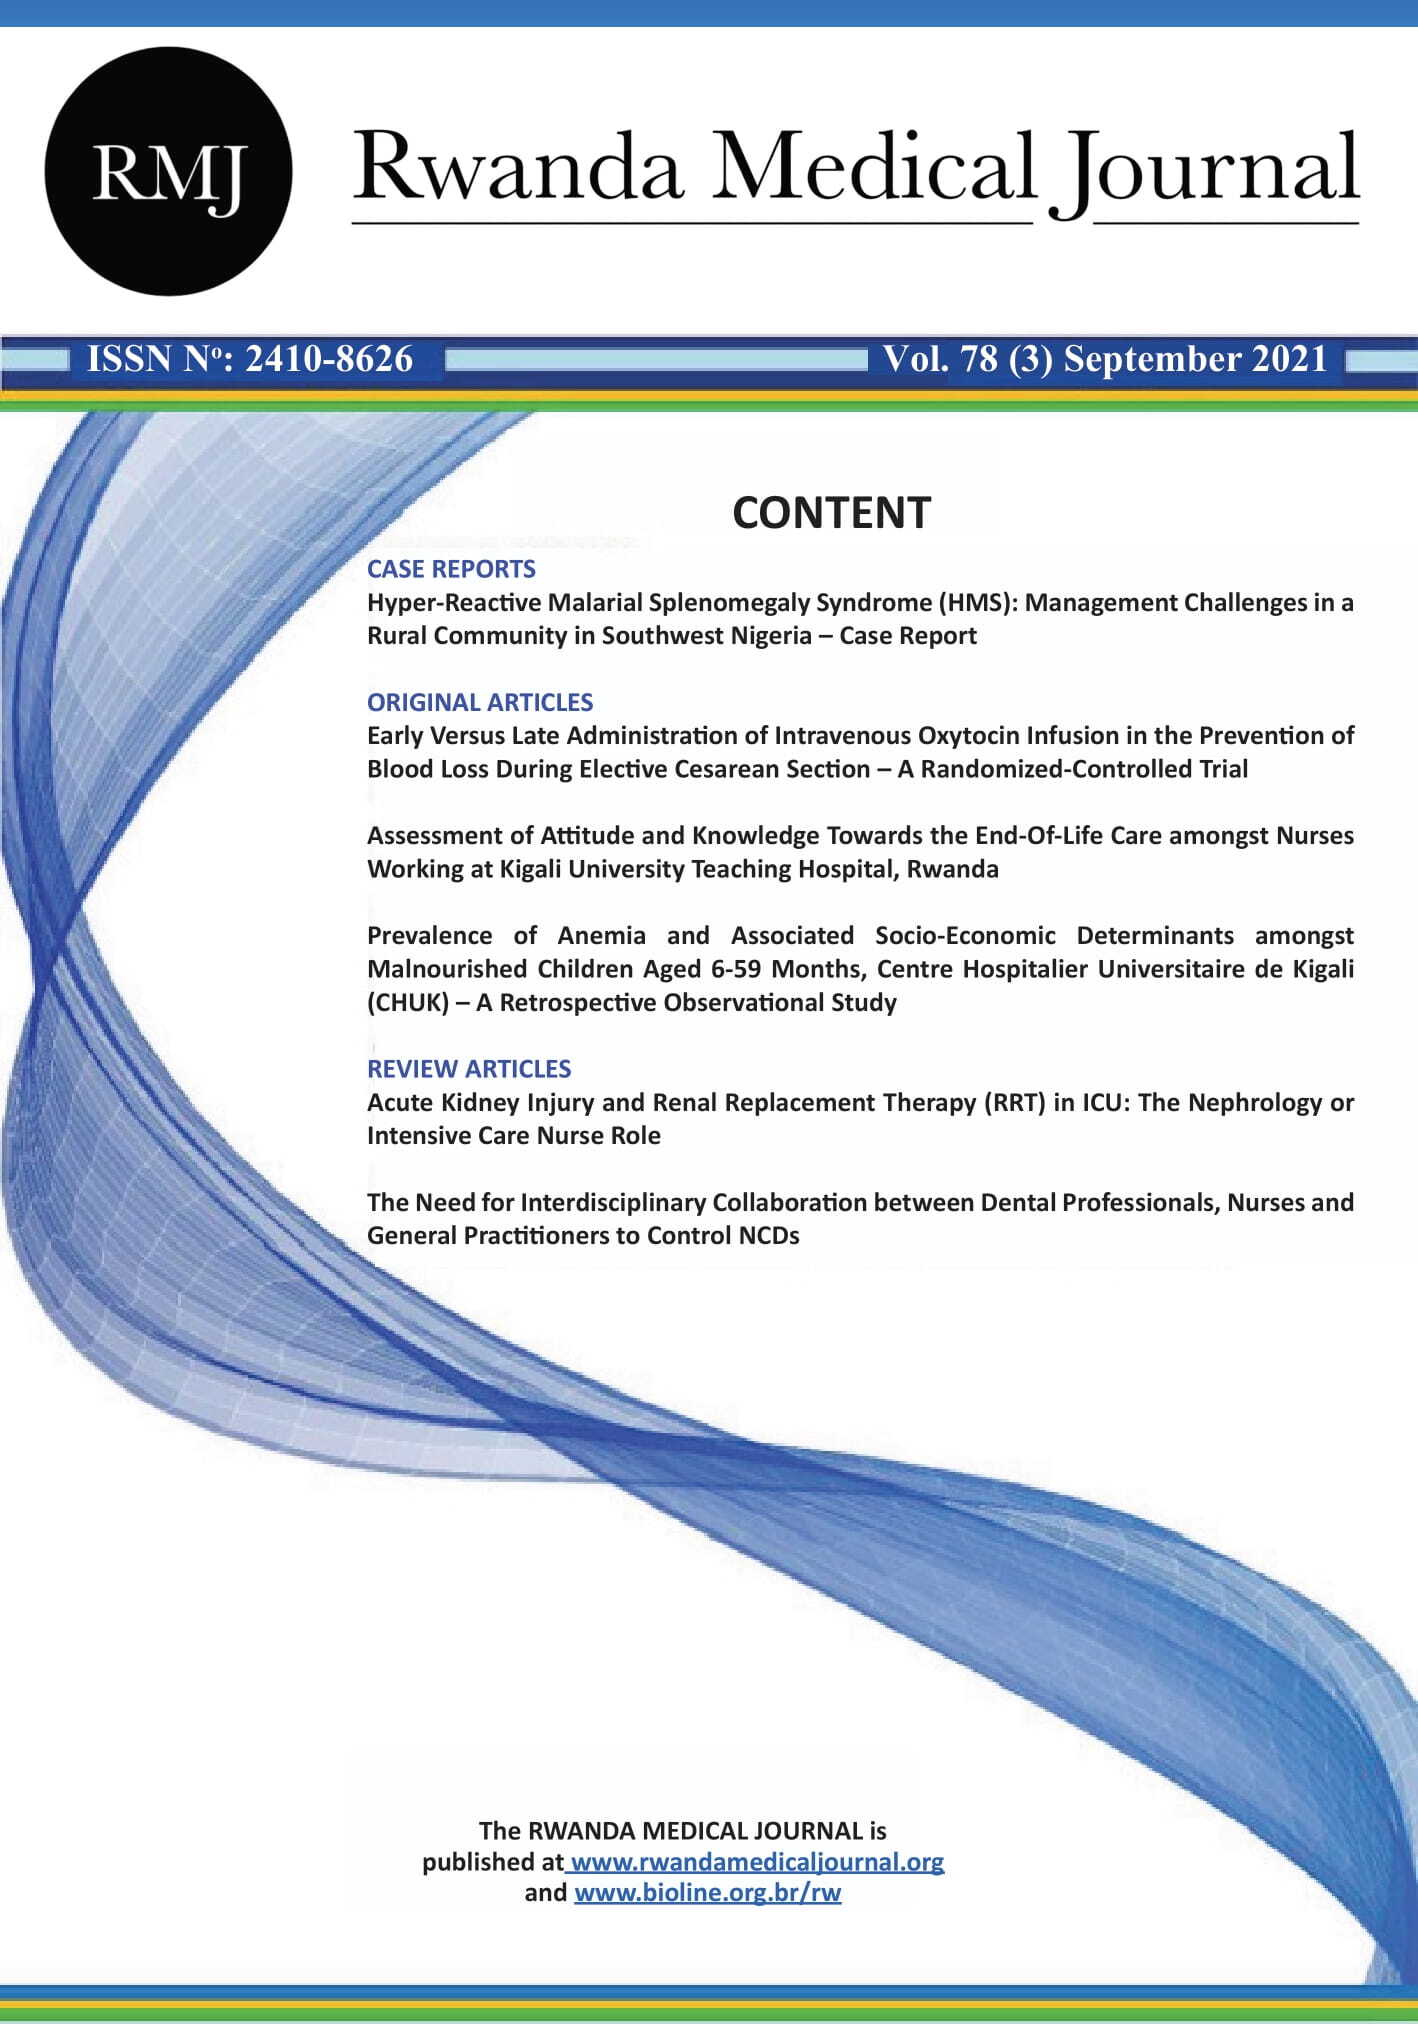 RMJ
Rwanda Medical Journal
ISSN Nº: 2410-8626
Vol. 78 (3) September 2021
CONTENT
CASE REPORTS
Hyper-Reactive Malarial Splenomegaly Syndrome (HMS): Management Challenges in a
Rural Community in Southwest Nigeria – Case Report
ORIGINAL ARTICLES
Early Versus Late Administration of Intravenous Oxytocin Infusion in the Prevention of
Blood Loss During Elective Cesarean Section – A Randomized-Controlled Trial
Assessment of Attitude and Knowledge Towards the End-Of-Life Care amongst Nurses
Working at Kigali University Teaching Hospital, Rwanda
Prevalence of Anemia and Associated Socio-Economic Determinants amongst
Malnourished Children Aged 6-59 Months, Centre Hospitalier Universitaire de Kigali
(CHUK) – A Retrospective Observational Study
REVIEW ARTICLES
Acute Kidney Injury and Renal Replacement Therapy (RRT) in ICU: The Nephrology or
Intensive Care Nurse Role
The Need for Interdisciplinary Collaboration between Dental Professionals, Nurses and
General Practitioners to Control NCDs
The RWANDA MEDICAL JOURNAL is
published at www.rwandamedicaljournal.org
and www.bioline.org.br/rw